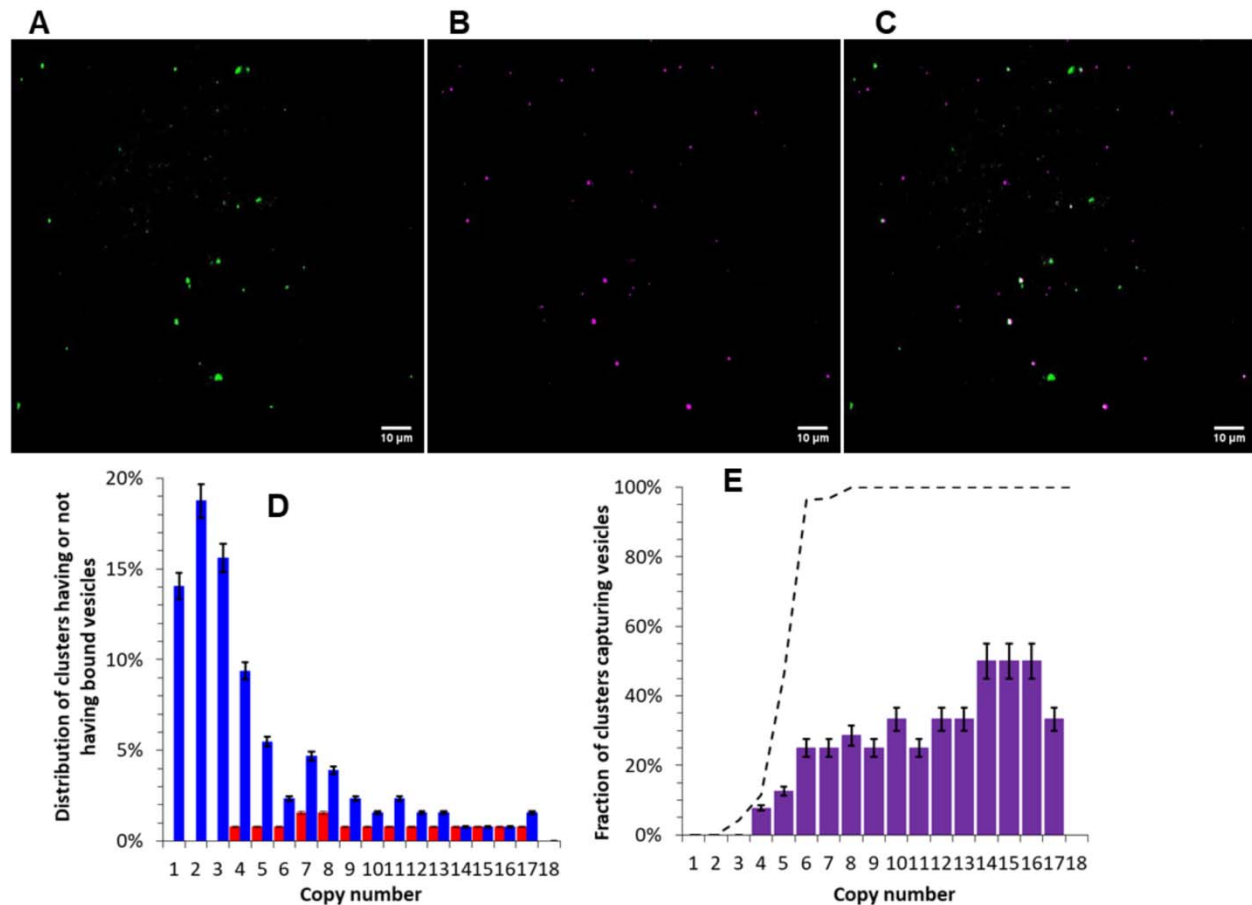 A
B
C
10 µm
10 µm
10 µm
D
E
Distribution of clusters having or not
having bound vesicles
20%
15%
10%
5%
0%
1 2 3 4 5 6 7 8 9 10 11 12 13 14 15 16 17 18
Copy number
Fraction of clusters capturing vesicles
100%
80%
60%
40%
20%
0%
1 2 3 4 5 6 7 8 9 10 11 12 13 14 15 16 17 18
Copy number